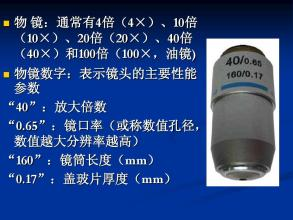 物 镜：通常有4倍（4×）、10倍
（10×）、20倍（20×）、40倍
（40×）和100倍（100×，油镜）
物镜数字：表示镜头的主要性能
参数
“40”：放大倍数
“0.65”：镜口率（或称数值孔径，
数值越大分辨率越高）
“160”：镜筒长度（mm）
“0.17”：盖玻片厚度（mm）
40/0.65
160/0.17